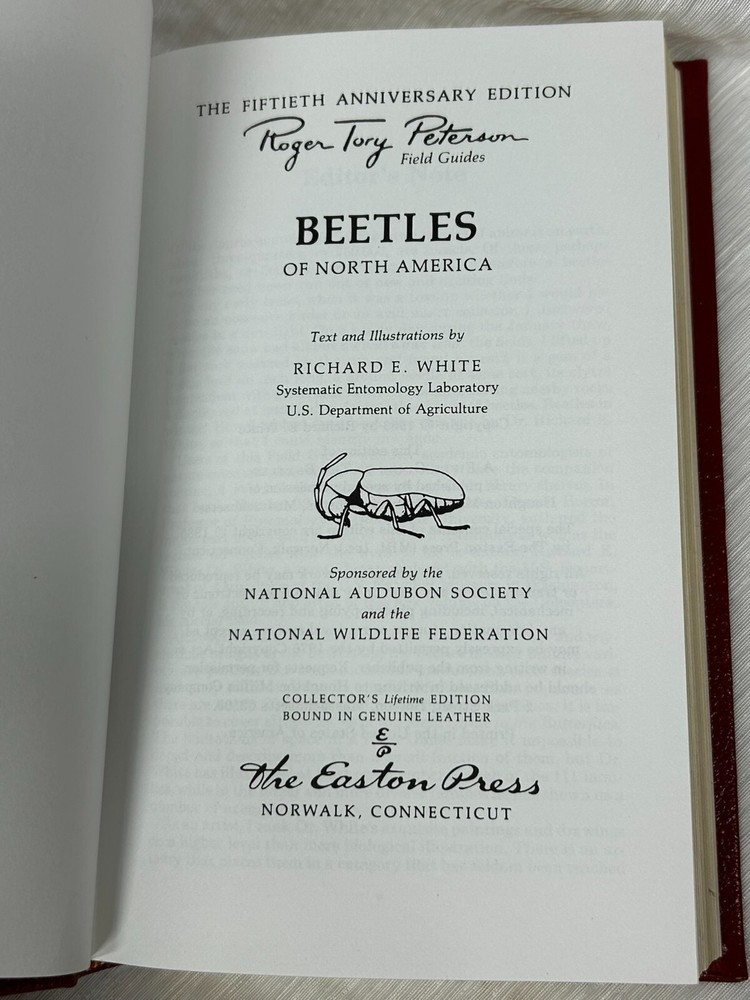 THE FIFTIETH ANNIVERSARY EDITION
Roger Tory Peterson
Field Guides
BEETLES
OF NORTH AMERICA
Text and Illustrations by
RICHARD E. WHITE
Systematic Entomology Laboratory
U.S. Department of Agriculture
Sponsored by the
NATIONAL AUDUBON SOCIETY
and the
NATIONAL WILDLIFE FEDERATION
COLLECTOR'S Lifetime EDITION
BOUND IN GENUINE LEATHER
E
P
The Easton Press
NORWALK, CONNECTICUT